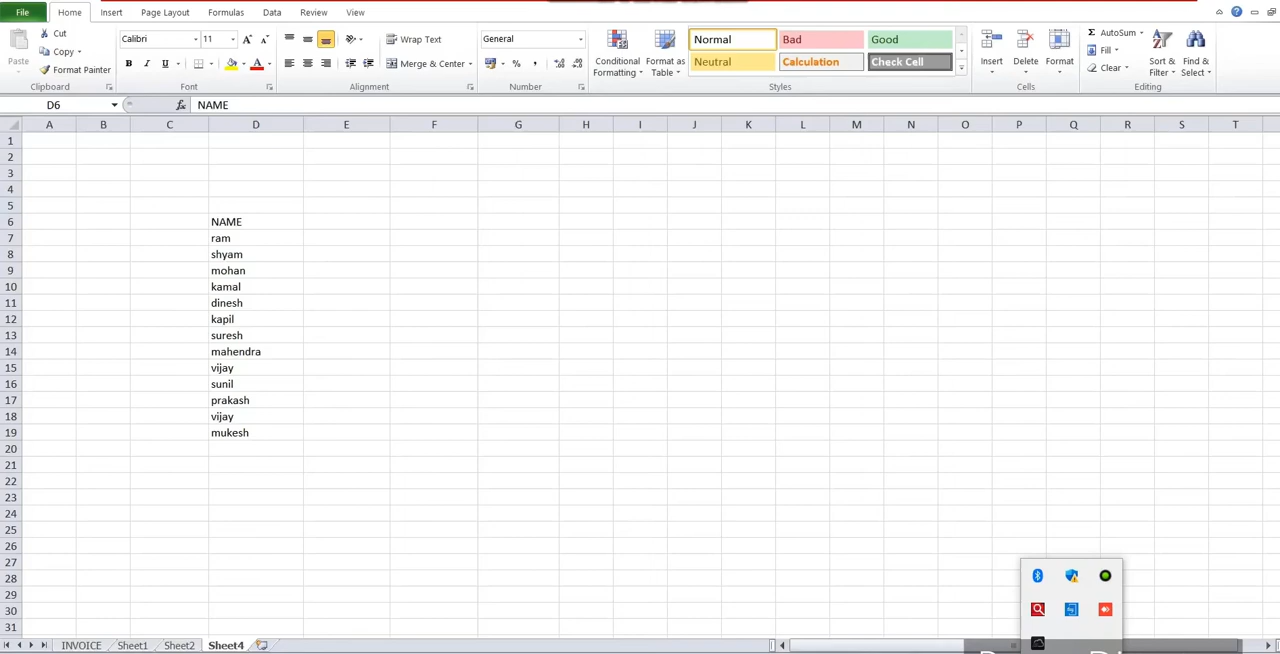 File Home Insert Page Layout Formulas Data Review View
Cut
Calibri 11 Wrap Text General Normal Bad Good Σ AutoSum
Copy Fill
Paste Conditional Format as Insert Delete Format Sort & Find &
Format Painter B I U Merge & Center % , Formatting Table Neutral Calculation Check Cell Clear Filter Select
Clipboard Font Alignment Number Styles Cells Editing
D6 fx NAME
A B C D E F G H I J K L M N O P Q R S T
1
2
3
4
5
6 NAME
7 ram
8 shyam
9 mohan
10 kamal
11 dinesh
12 kapil
13 suresh
14 mahendra
15 vijay
16 sunil
17 prakash
18 vijay
19 mukesh
20
21
22
23
24
25
26
27
28
29
30
31
INVOICE Sheet1 Sheet2 Sheet4